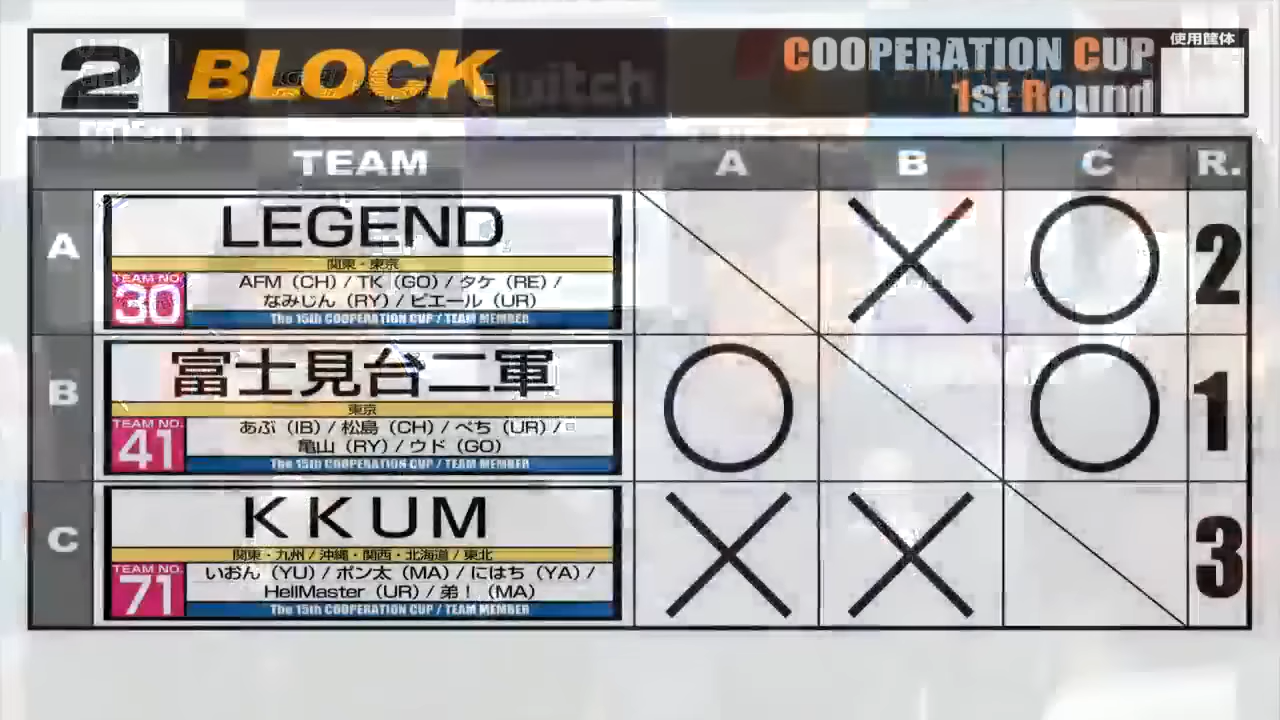 2 BLOCK
COOPERATION CUP
1st Round
使用筐体
TEAM A B C R.
A
LEGEND
関東・東京
TEAM NO. 30
AFM (CH) / TK (GO) / タケ (RE) /
なみじん (RY) / ピエール (UR)
The 15th COOPERATION CUP / TEAM MEMBER
× ○ 2
B
富士見台二軍
東京
TEAM NO. 41
あぶ (IB) / 松島 (CH) / べち (UR) /
亀山 (RY) / ウド (GO)
The 15th COOPERATION CUP / TEAM MEMBER
○ ○ 1
C
KKUM
関東・九州 / 沖縄・関西・北海道 / 東北
TEAM NO. 71
いおん (YU) / ポン太 (MA) / にはち (YA) /
HellMaster (UR) / 弟! (MA)
The 15th COOPERATION CUP / TEAM MEMBER
× × 3